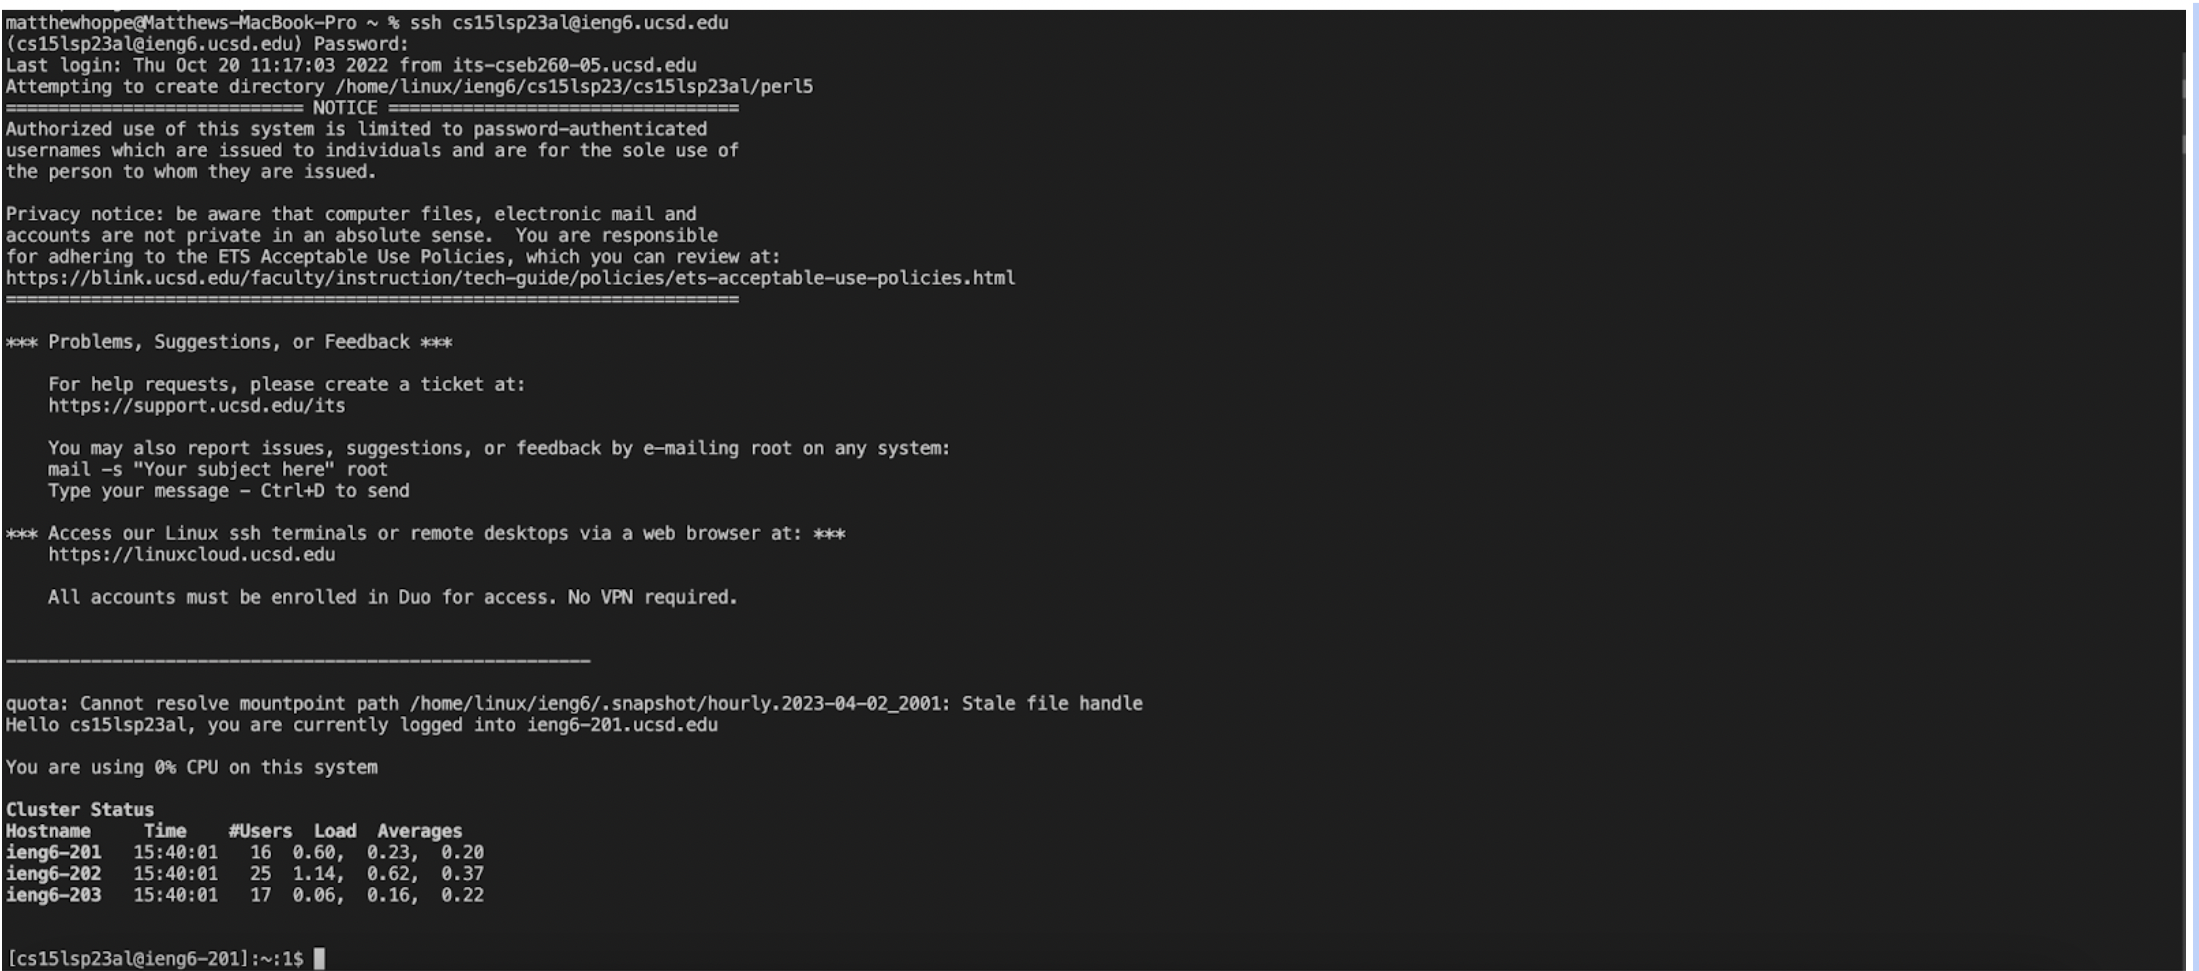 matthewhoppe@Matthews-MacBook-Pro ~ % ssh cs15lsp23al@ieng6.ucsd.edu
(cs15lsp23al@ieng6.ucsd.edu) Password:
Last login: Thu Oct 20 11:17:03 2022 from its-cseb260-05.ucsd.edu
Attempting to create directory /home/linux/ieng6/cs15lsp23/cs15lsp23al/perl5
============================ NOTICE =================================
Authorized use of this system is limited to password-authenticated
usernames which are issued to individuals and are for the sole use of
the person to whom they are issued.

Privacy notice: be aware that computer files, electronic mail and
accounts are not private in an absolute sense.  You are responsible
for adhering to the ETS Acceptable Use Policies, which you can review at:
https://blink.ucsd.edu/faculty/instruction/tech-guide/policies/ets-acceptable-use-policies.html
=====================================================================

*** Problems, Suggestions, or Feedback ***

    For help requests, please create a ticket at:
    https://support.ucsd.edu/its

    You may also report issues, suggestions, or feedback by e-mailing root on any system:
    mail -s "Your subject here" root
    Type your message - Ctrl+D to send

*** Access our Linux ssh terminals or remote desktops via a web browser at: ***
    https://linuxcloud.ucsd.edu

    All accounts must be enrolled in Duo for access. No VPN required.

-------------------------------------------------------

quota: Cannot resolve mountpoint path /home/linux/ieng6/.snapshot/hourly.2023-04-02_2001: Stale file handle
Hello cs15lsp23al, you are currently logged into ieng6-201.ucsd.edu

You are using 0% CPU on this system

Cluster Status
Hostname     Time    #Users  Load  Averages
ieng6-201   15:40:01   16  0.60,  0.23,  0.20
ieng6-202   15:40:01   25  1.14,  0.62,  0.37
ieng6-203   15:40:01   17  0.06,  0.16,  0.22

[cs15lsp23al@ieng6-201]:~:1$